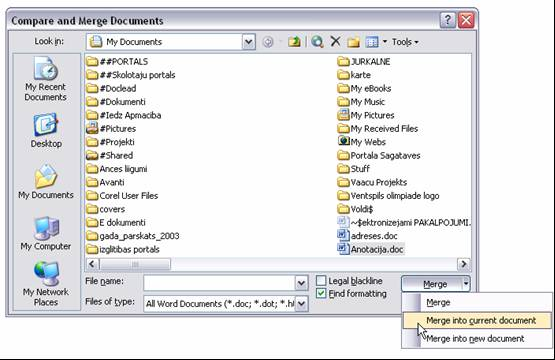 Compare and Merge Documents
Look in:
My Documents
Tools
My Recent
Documents
Desktop
My Documents
My Computer
My Network
Places
##PORTALS
##Skolotaju portals
#Doclead
#Dokumenti
#Iedz Apmaciba
#Pictures
#Projekti
#Shared
Ances liigumi
Avanti
Corel User Files
covers
E dokumenti
gada_parskats_2003
izglitibas portals
JURKALNE
karte
My eBooks
My Music
My Pictures
My Received Files
My Webs
Portala Sagataves
Stuff
Vaacu Projekts
Ventspils olimpiade logo
Voldi$
~$ektronizejami PAKALPOJUMI.
adreses.doc
Anotacija.doc
File name:
Files of type:
All Word Documents (*.doc; *.dot; *.h
Legal blackline
Find formatting
Merge
Merge
Merge into current document
Merge into new document